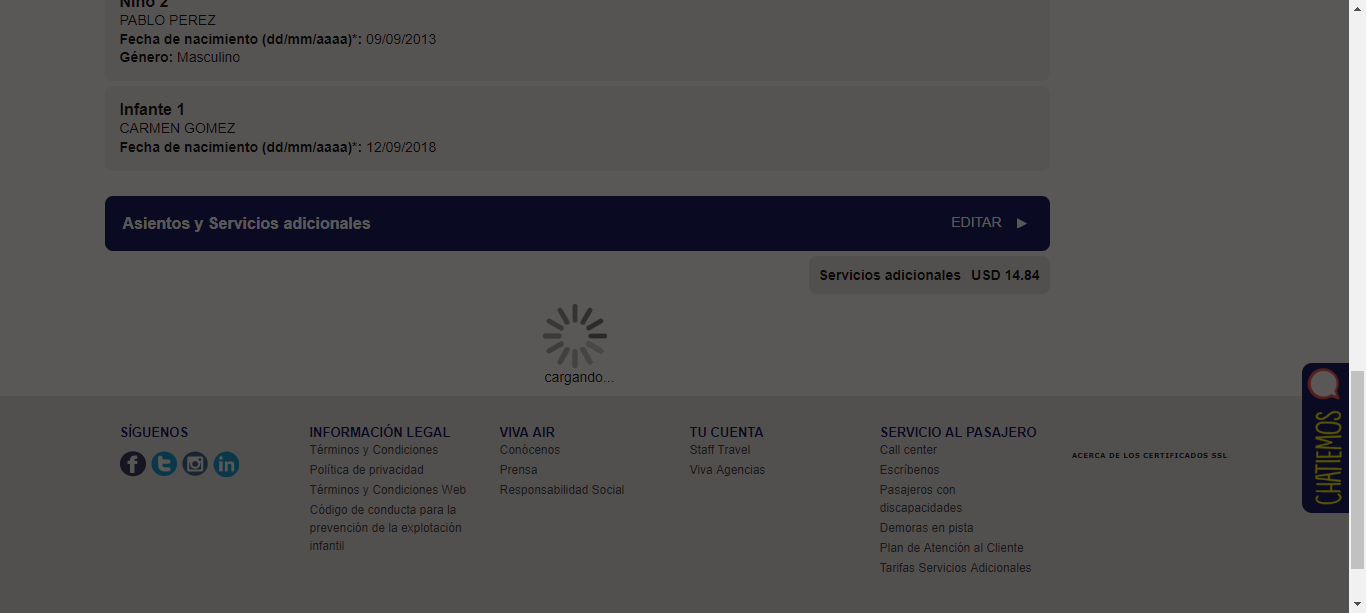 Niño 2
PABLO PEREZ
Fecha de nacimiento (dd/mm/aaaa)*: 09/09/2013
Género: Masculino
Infante 1
CARMEN GOMEZ
Fecha de nacimiento (dd/mm/aaaa)*: 12/09/2018
Asientos y Servicios adicionales EDITAR ▶
Servicios adicionales USD 14.84
cargando...
CHATIEMOS
SÍGUENOS
INFORMACIÓN LEGAL
Términos y Condiciones
Política de privacidad
Términos y Condiciones Web
Código de conducta para la
prevención de la explotación
infantil
VIVA AIR
Conócenos
Prensa
Responsabilidad Social
TU CUENTA
Staff Travel
Viva Agencias
SERVICIO AL PASAJERO
Call center
Escríbenos
Pasajeros con
discapacidades
Demoras en pista
Plan de Atención al Cliente
Tarifas Servicios Adicionales
ACERCA DE LOS CERTIFICADOS SSL